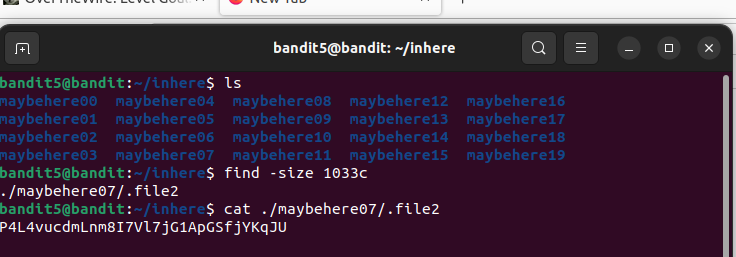 OverTheWire: Level Goal
New Tab
bandit5@bandit: ~/inhere
bandit5@bandit:~/inhere$ ls
maybehere00 maybehere04 maybehere08 maybehere12 maybehere16
maybehere01 maybehere05 maybehere09 maybehere13 maybehere17
maybehere02 maybehere06 maybehere10 maybehere14 maybehere18
maybehere03 maybehere07 maybehere11 maybehere15 maybehere19
bandit5@bandit:~/inhere$ find -size 1033c
./maybehere07/.file2
bandit5@bandit:~/inhere$ cat ./maybehere07/.file2
P4L4vucdmLnm8I7Vl7jG1ApGSfjYKqJU